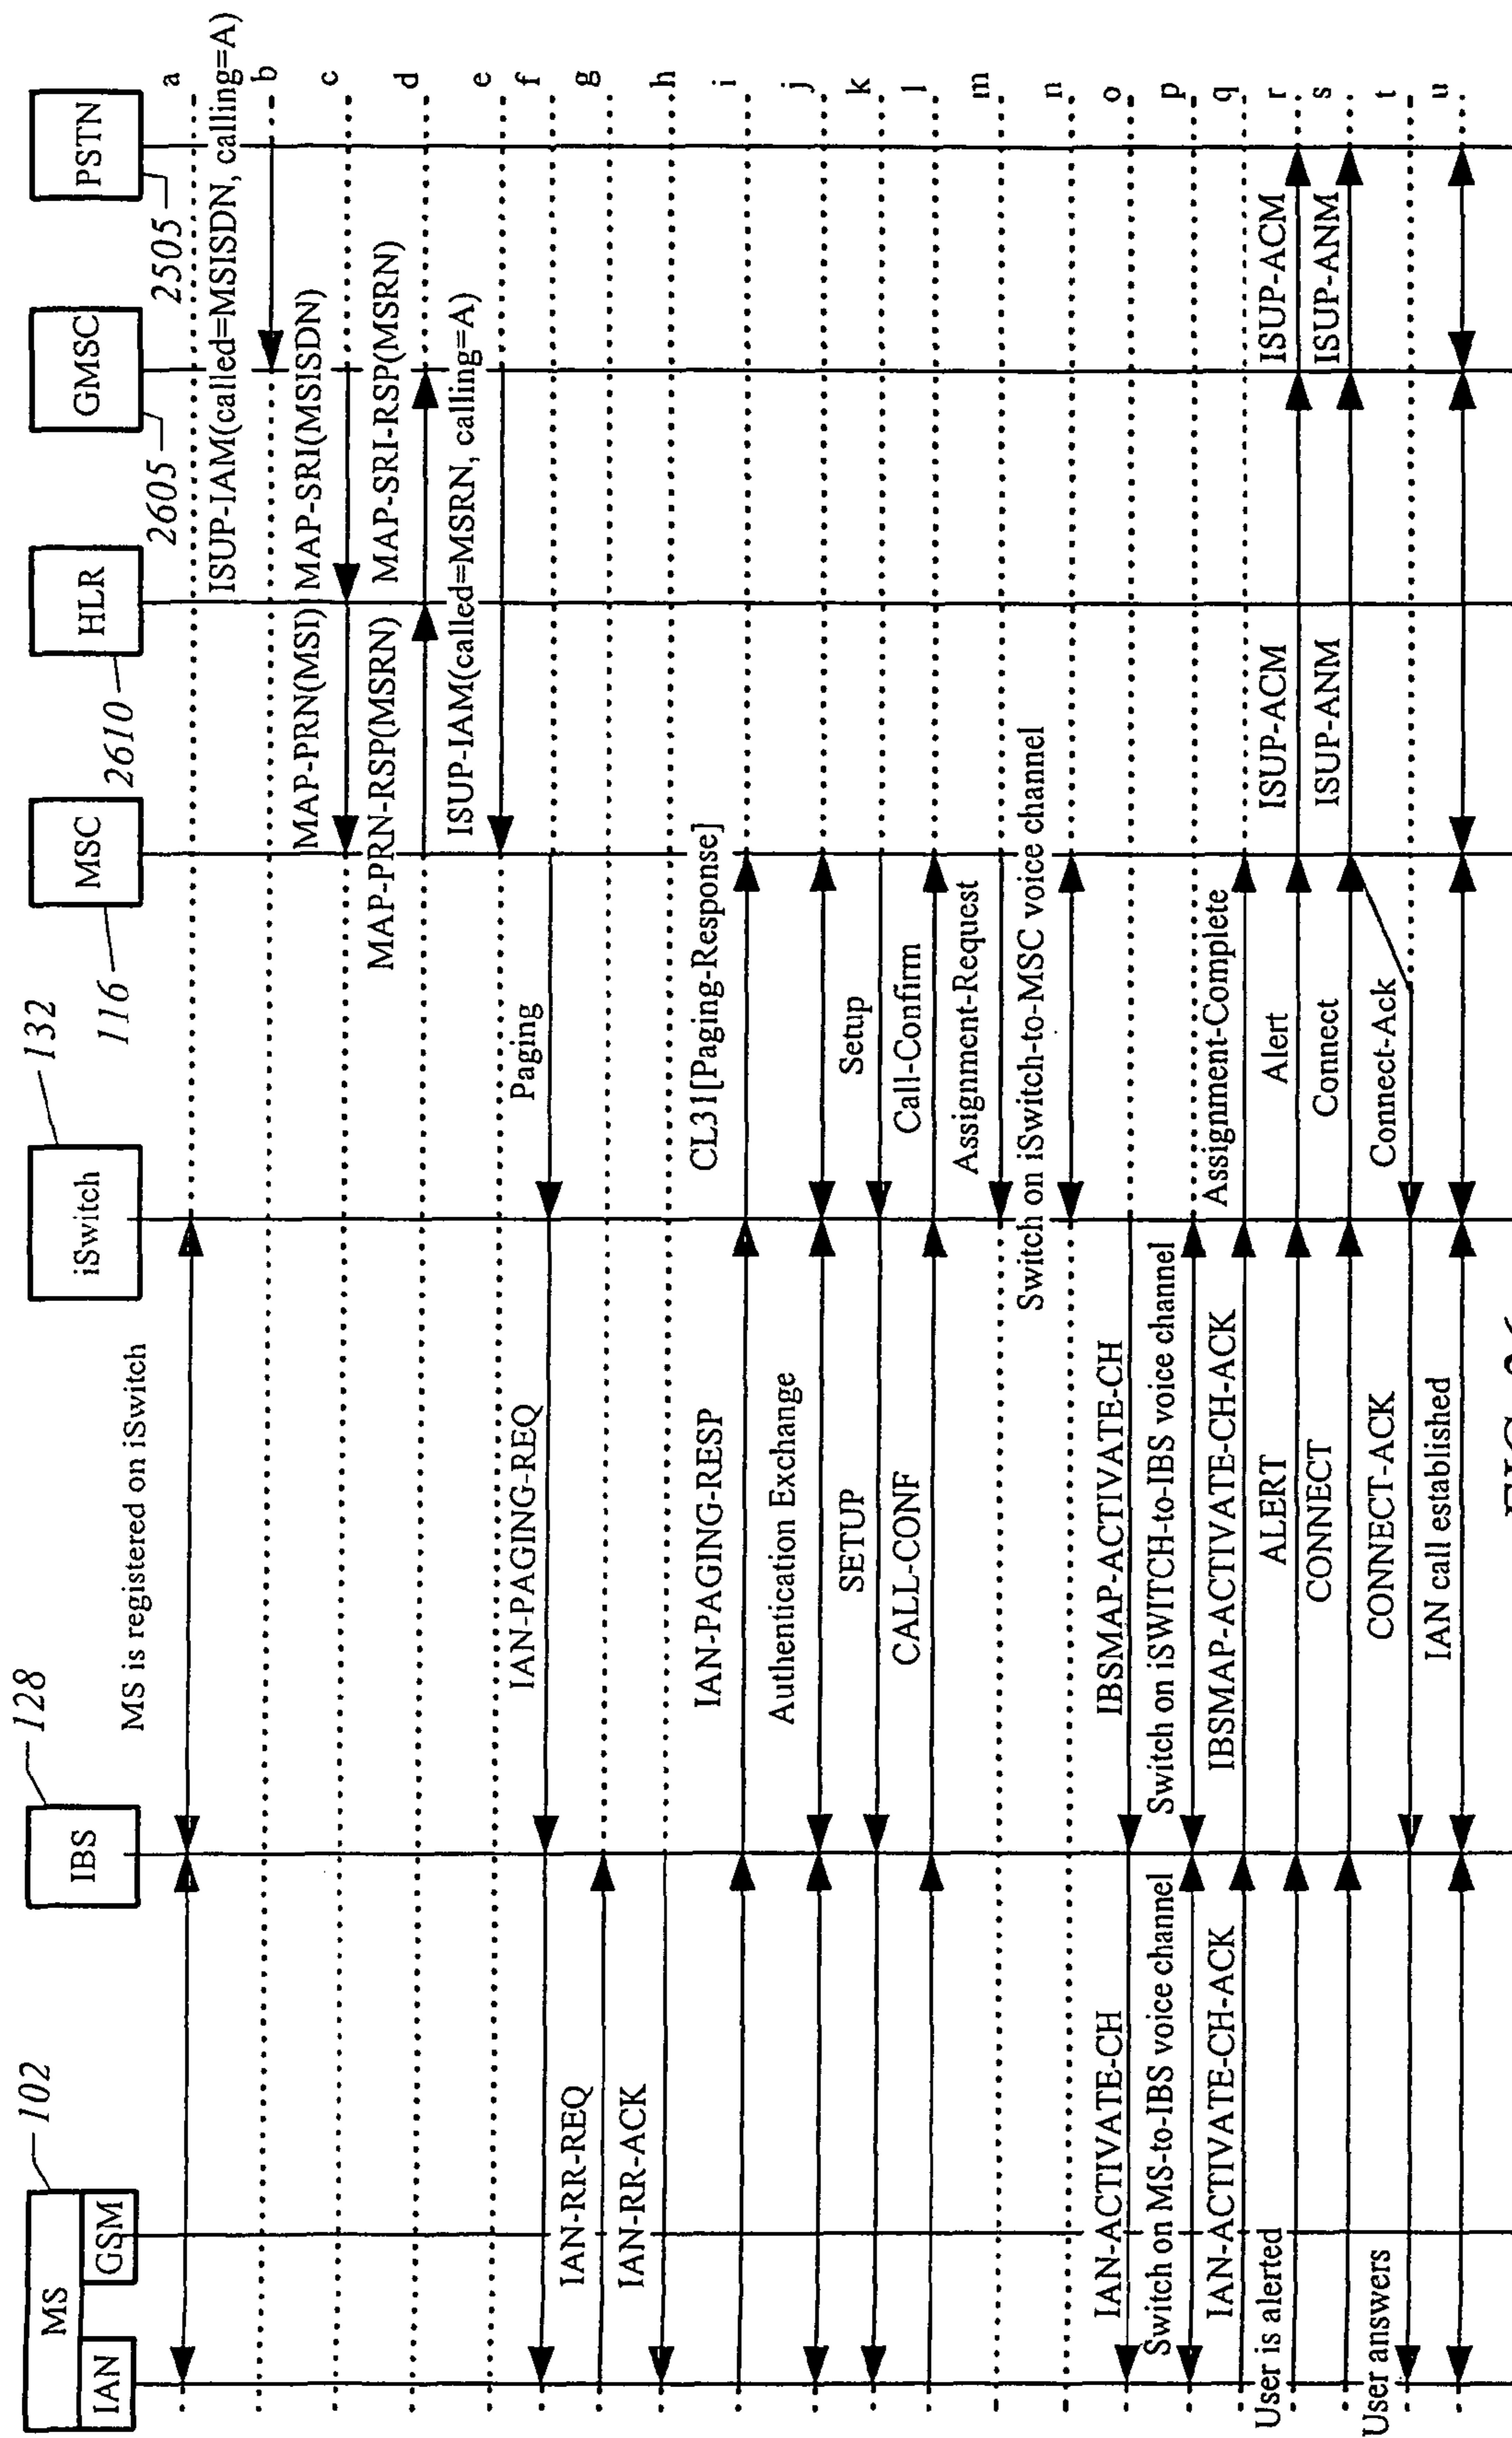 MS
IAN
GSM
102
IBS
128
iSwitch
132
MSC
116
HLR
2610
GMSC
2605
PSTN
2505
MS is registered on iSwitch
a
ISUP-IAM(called=MSISDN, calling=A)
b
MAP-PRN(MSI)
MAP-SRI(MSISDN)
c
MAP-PRN-RSP(MSRN)
MAP-SRI-RSP(MSRN)
d
ISUP-IAM(called=MSRN, calling=A)
e
IAN-PAGING-REQ
Paging
f
IAN-RR-REQ
g
IAN-RR-ACK
h
IAN-PAGING-RESP
CL31[Paging-Response]
i
Authentication Exchange
j
SETUP
Setup
k
CALL-CONF
Call-Confirm
l
Assignment-Request
m
Switch on iSwitch-to-MSC voice channel
n
IAN-ACTIVATE-CH
IBSMAP-ACTIVATE-CH
o
Switch on MS-to-IBS voice channel
Switch on iSWITCH-to-IBS voice channel
p
IAN-ACTIVATE-CH-ACK
IBSMAP-ACTIVATE-CH-ACK
Assignment-Complete
q
User is alerted
ALERT
Alert
ISUP-ACM
ISUP-ACM
r
CONNECT
Connect
ISUP-ANM
ISUP-ANM
s
User answers
CONNECT-ACK
Connect-Ack
t
IAN call established
u